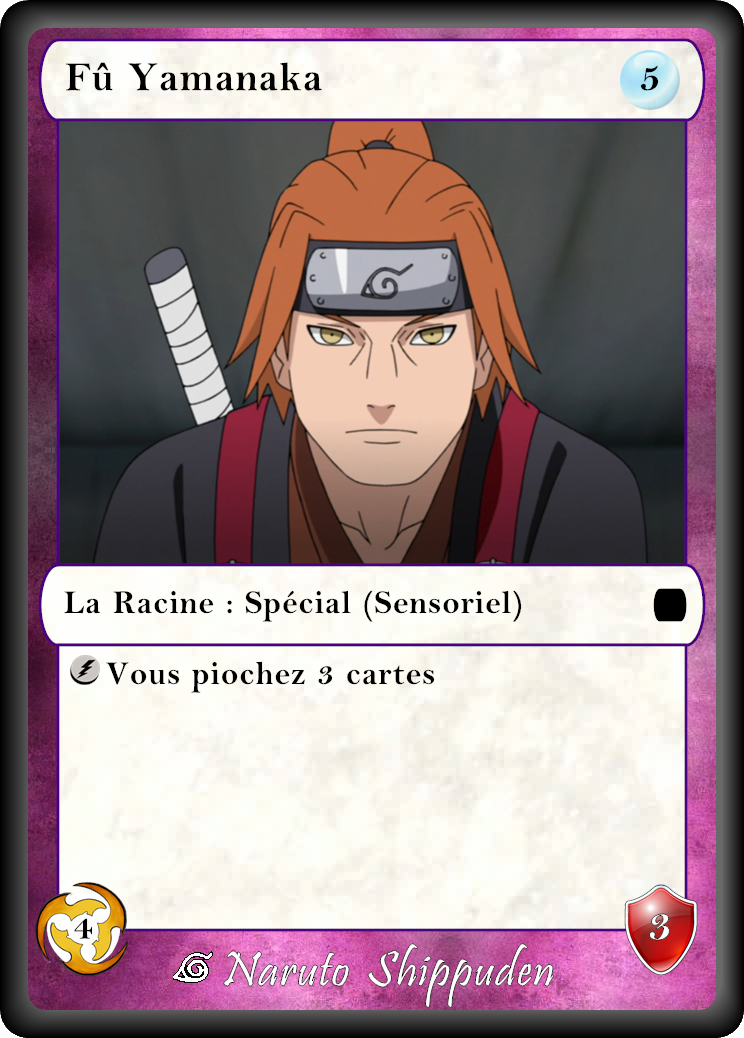 Fû Yamanaka
5
La Racine : Spécial (Sensoriel)
Vous piochez 3 cartes
4
3
Naruto Shippuden